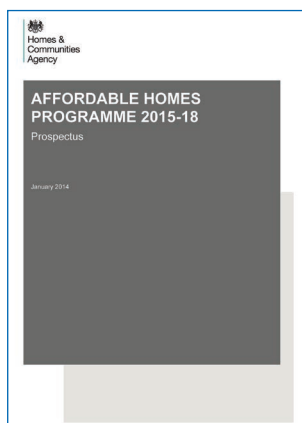 Homes &
Communities
Agency
AFFORDABLE HOMES
PROGRAMME 2015-18
Prospectus
January 2014